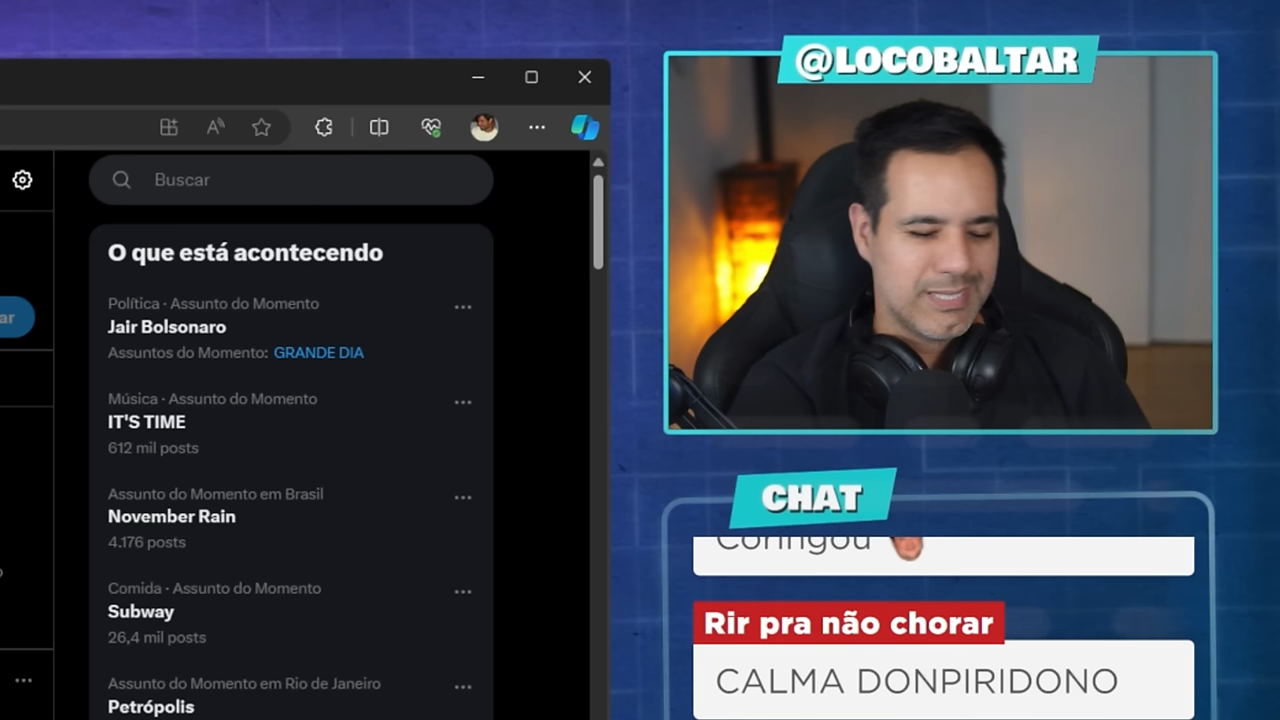 @LOCOBALTAR
Buscar
O que está acontecendo
Política · Assunto do Momento
Jair Bolsonaro
Assuntos do Momento: GRANDE DIA
Música · Assunto do Momento
IT'S TIME
612 mil posts
Assunto do Momento em Brasil
November Rain
4.176 posts
Comida · Assunto do Momento
Subway
26,4 mil posts
Assunto do Momento em Rio de Janeiro
Petrópolis
ar
CHAT
Coringou
Rir pra não chorar
CALMA DONPIRIDONO